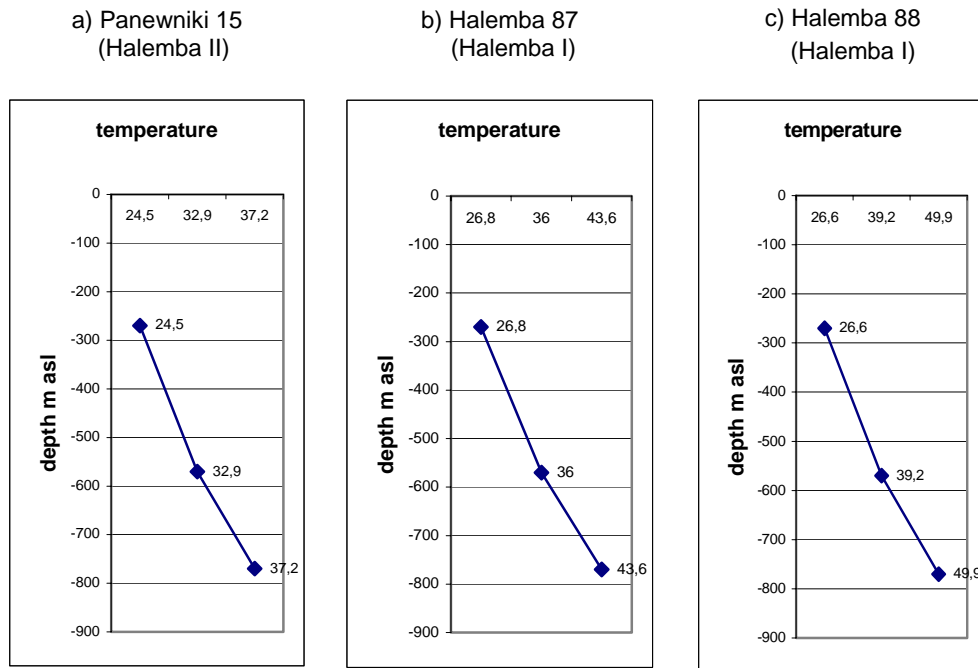 a) Panewniki 15
(Halemba II)
temperature
depth m asl
0
-100
-200
-300
-400
-500
-600
-700
-800
-900
24,5 32,9 37,2
24,5
32,9
37,2
b) Halemba 87
(Halemba I)
temperature
depth m asl
0
-100
-200
-300
-400
-500
-600
-700
-800
-900
26,8 36 43,6
26,8
36
43,6
c) Halemba 88
(Halemba I)
temperature
depth m asl
0
-100
-200
-300
-400
-500
-600
-700
-800
-900
26,6 39,2 49,9
26,6
39,2
49,9